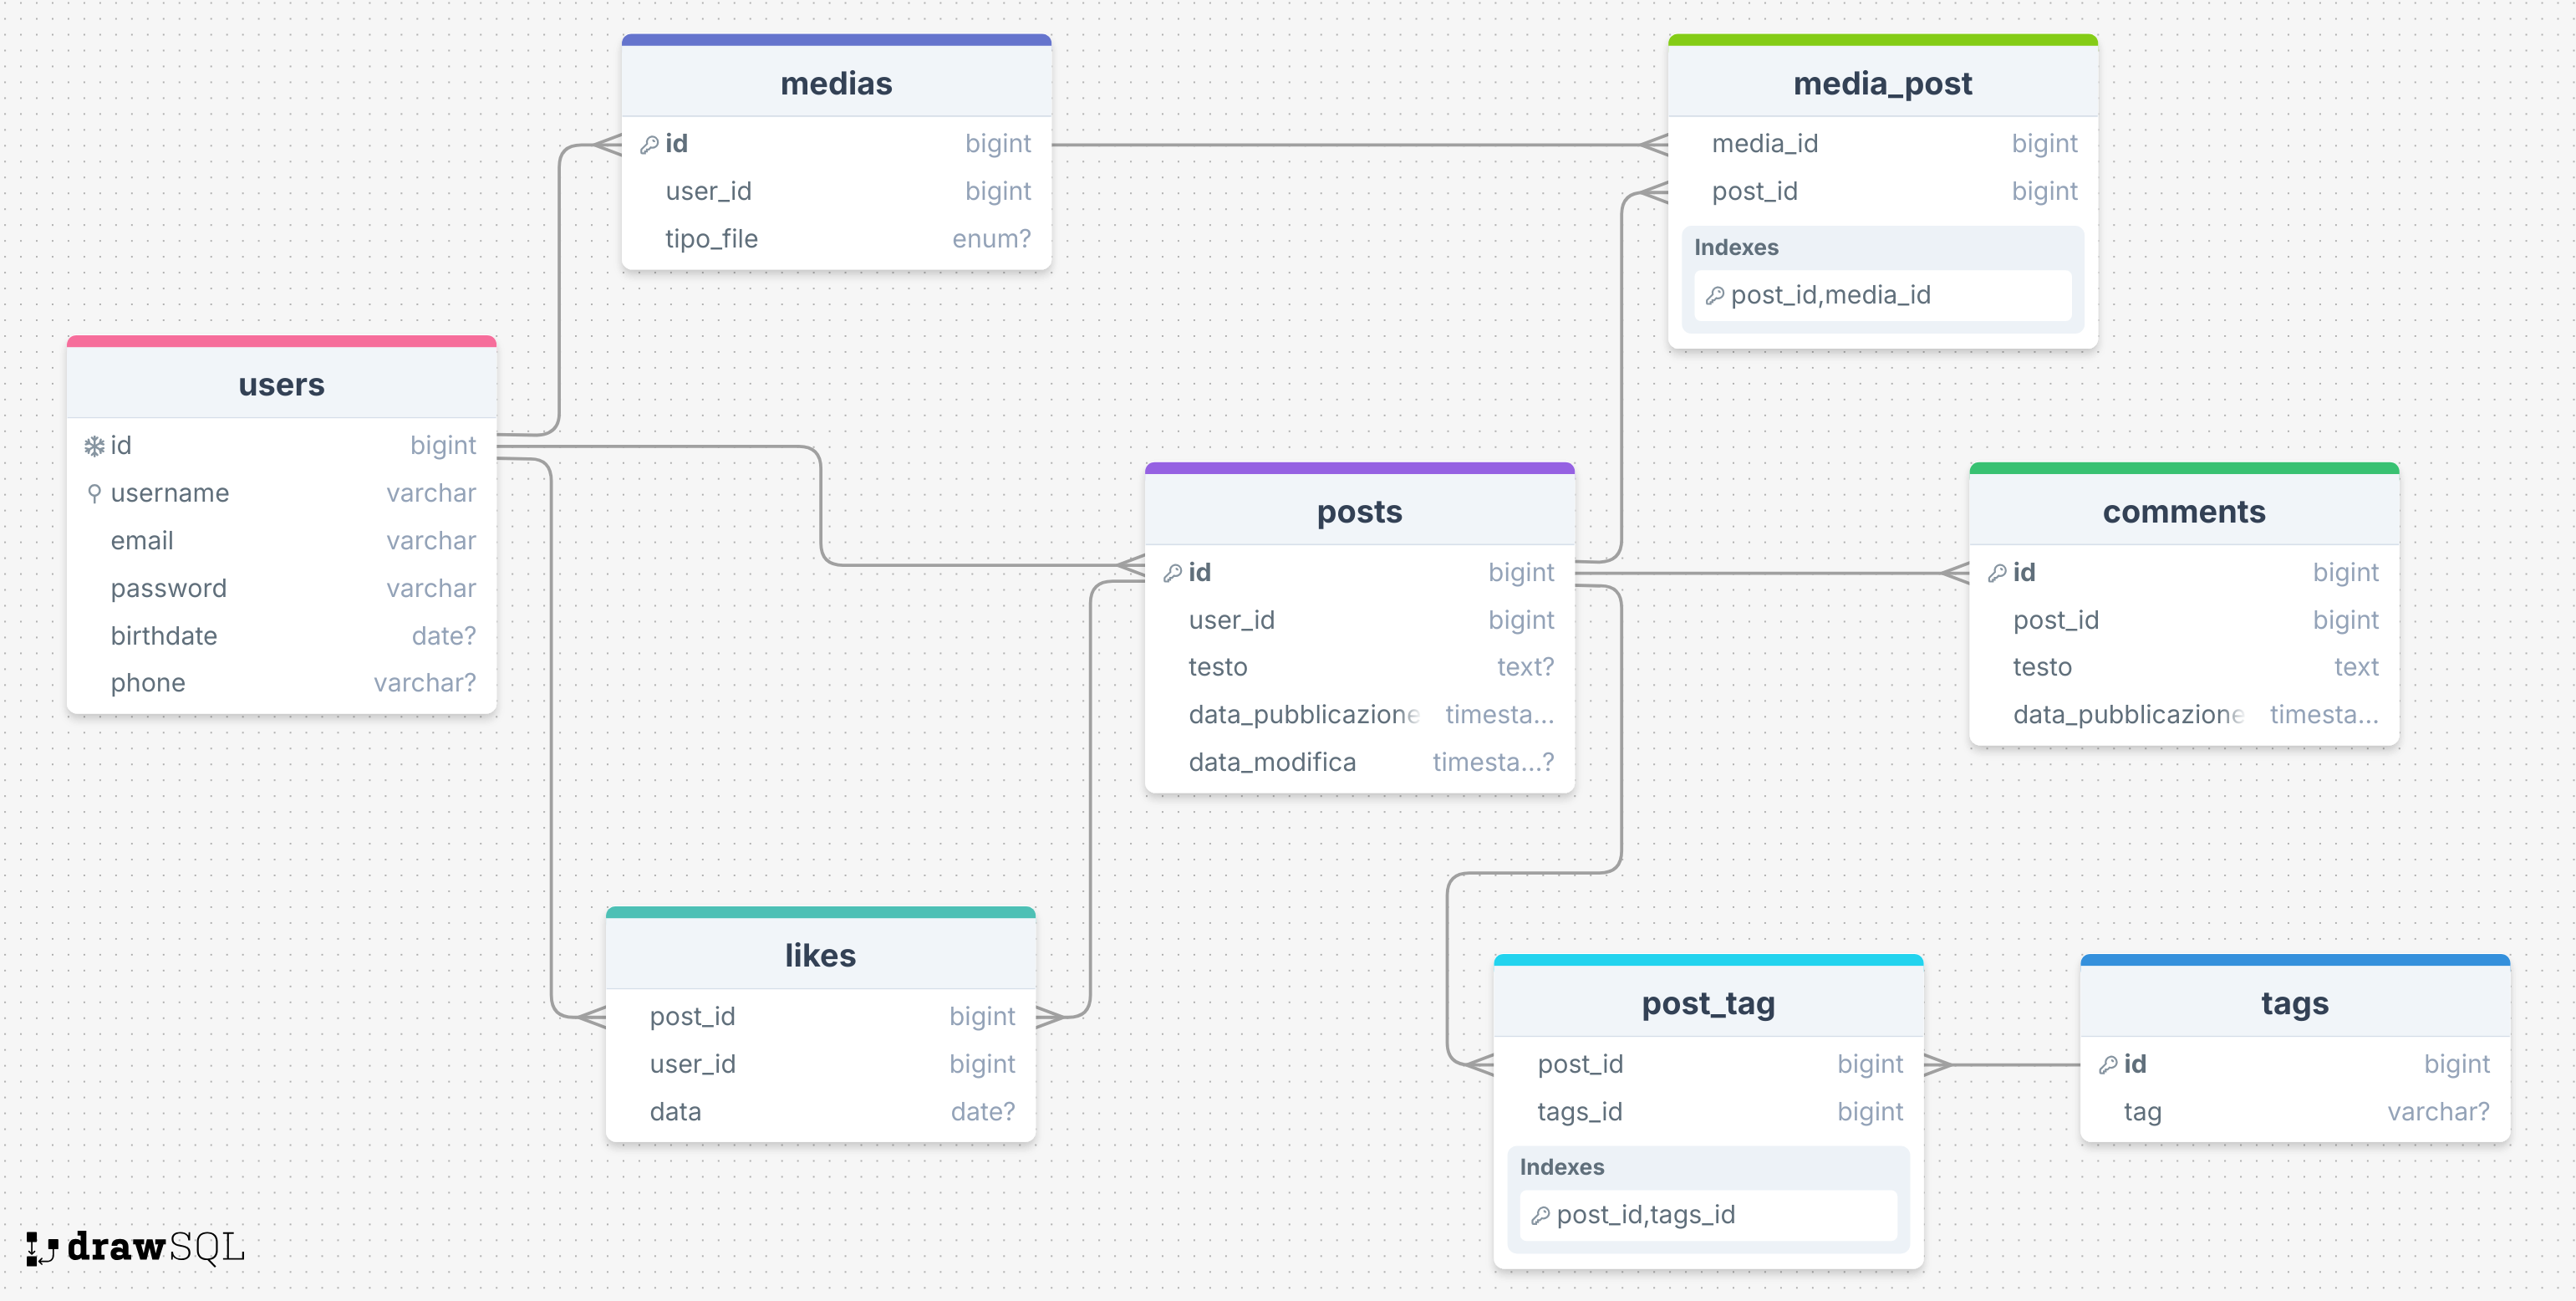 medias
id bigint
user_id bigint
tipo_file enum?
media_post
media_id bigint
post_id bigint
Indexes
post_id,media_id
users
id bigint
username varchar
email varchar
password varchar
birthdate date?
phone varchar?
posts
id bigint
user_id bigint
testo text?
data_pubblicazione timesta...
data_modifica timesta...?
comments
id bigint
post_id bigint
testo text
data_pubblicazione timesta...
likes
post_id bigint
user_id bigint
data date?
post_tag
post_id bigint
tags_id bigint
Indexes
post_id,tags_id
tags
id bigint
tag varchar?
drawSQL